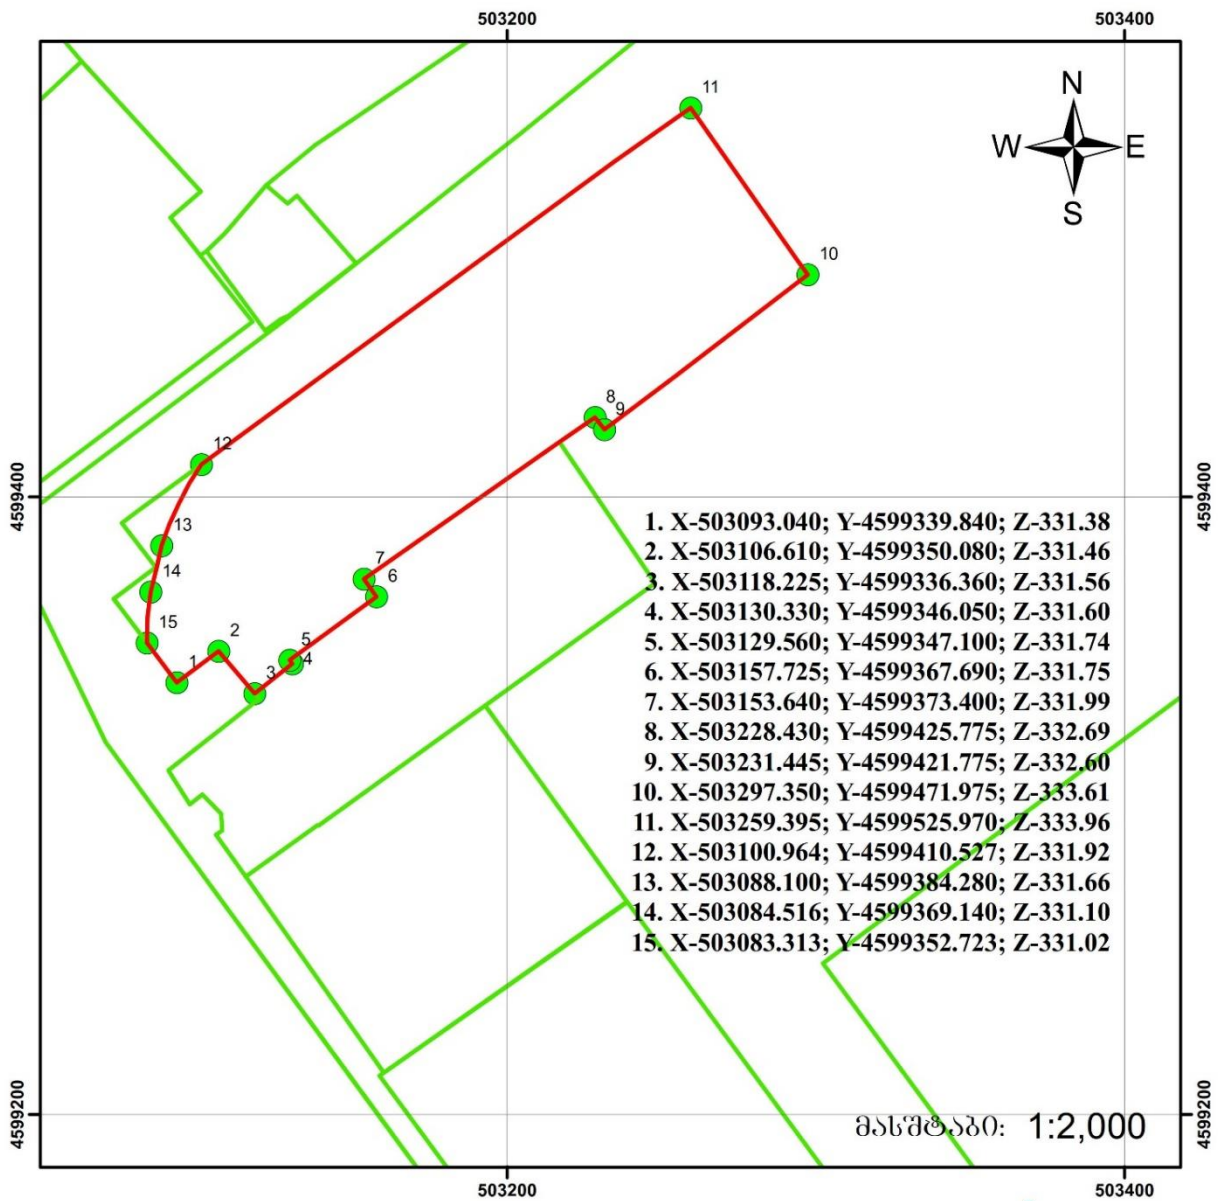 503200 503400
11
N
W E
S
10
8
9
12
4599400 4599400
13
7
14 6
15 2
5
1 4
3
1. X-503093.040; Y-4599339.840; Z-331.38
2. X-503106.610; Y-4599350.080; Z-331.46
3. X-503118.225; Y-4599336.360; Z-331.56
4. X-503130.330; Y-4599346.050; Z-331.60
5. X-503129.560; Y-4599347.100; Z-331.74
6. X-503157.725; Y-4599367.690; Z-331.75
7. X-503153.640; Y-4599373.400; Z-331.99
8. X-503228.430; Y-4599425.775; Z-332.69
9. X-503231.445; Y-4599421.775; Z-332.60
10. X-503297.350; Y-4599471.975; Z-333.61
11. X-503259.395; Y-4599525.970; Z-333.96
12. X-503100.964; Y-4599410.527; Z-331.92
13. X-503088.100; Y-4599384.280; Z-331.66
14. X-503084.516; Y-4599369.140; Z-331.10
15. X-503083.313; Y-4599352.723; Z-331.02
4599200 4599200
მასშტაბი: 1:2,000
503200 503400